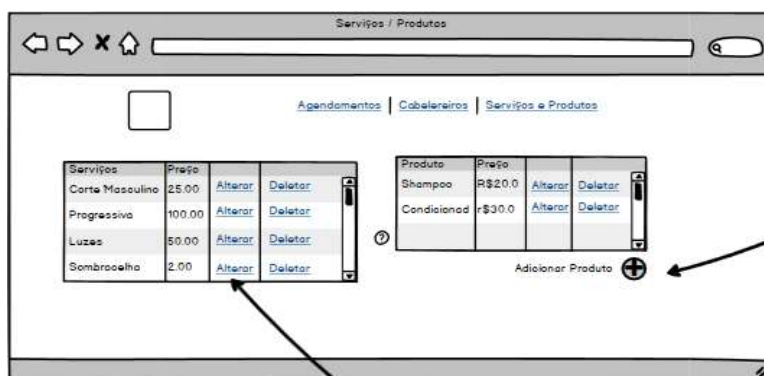 Serviços / Produtos
Agendamentos | Cabeleireiros | Serviços e Produtos
Serviços Preço
Corte Masculino 25.00 Alterar Deletar
Progressiva 100.00 Alterar Deletar
Luzes 50.00 Alterar Deletar
Sombracelha 2.00 Alterar Deletar
?
Produto Preço
Shampoo R$20.0 Alterar Deletar
Condicionad r$30.0 Alterar Deletar
Adicionar Produto